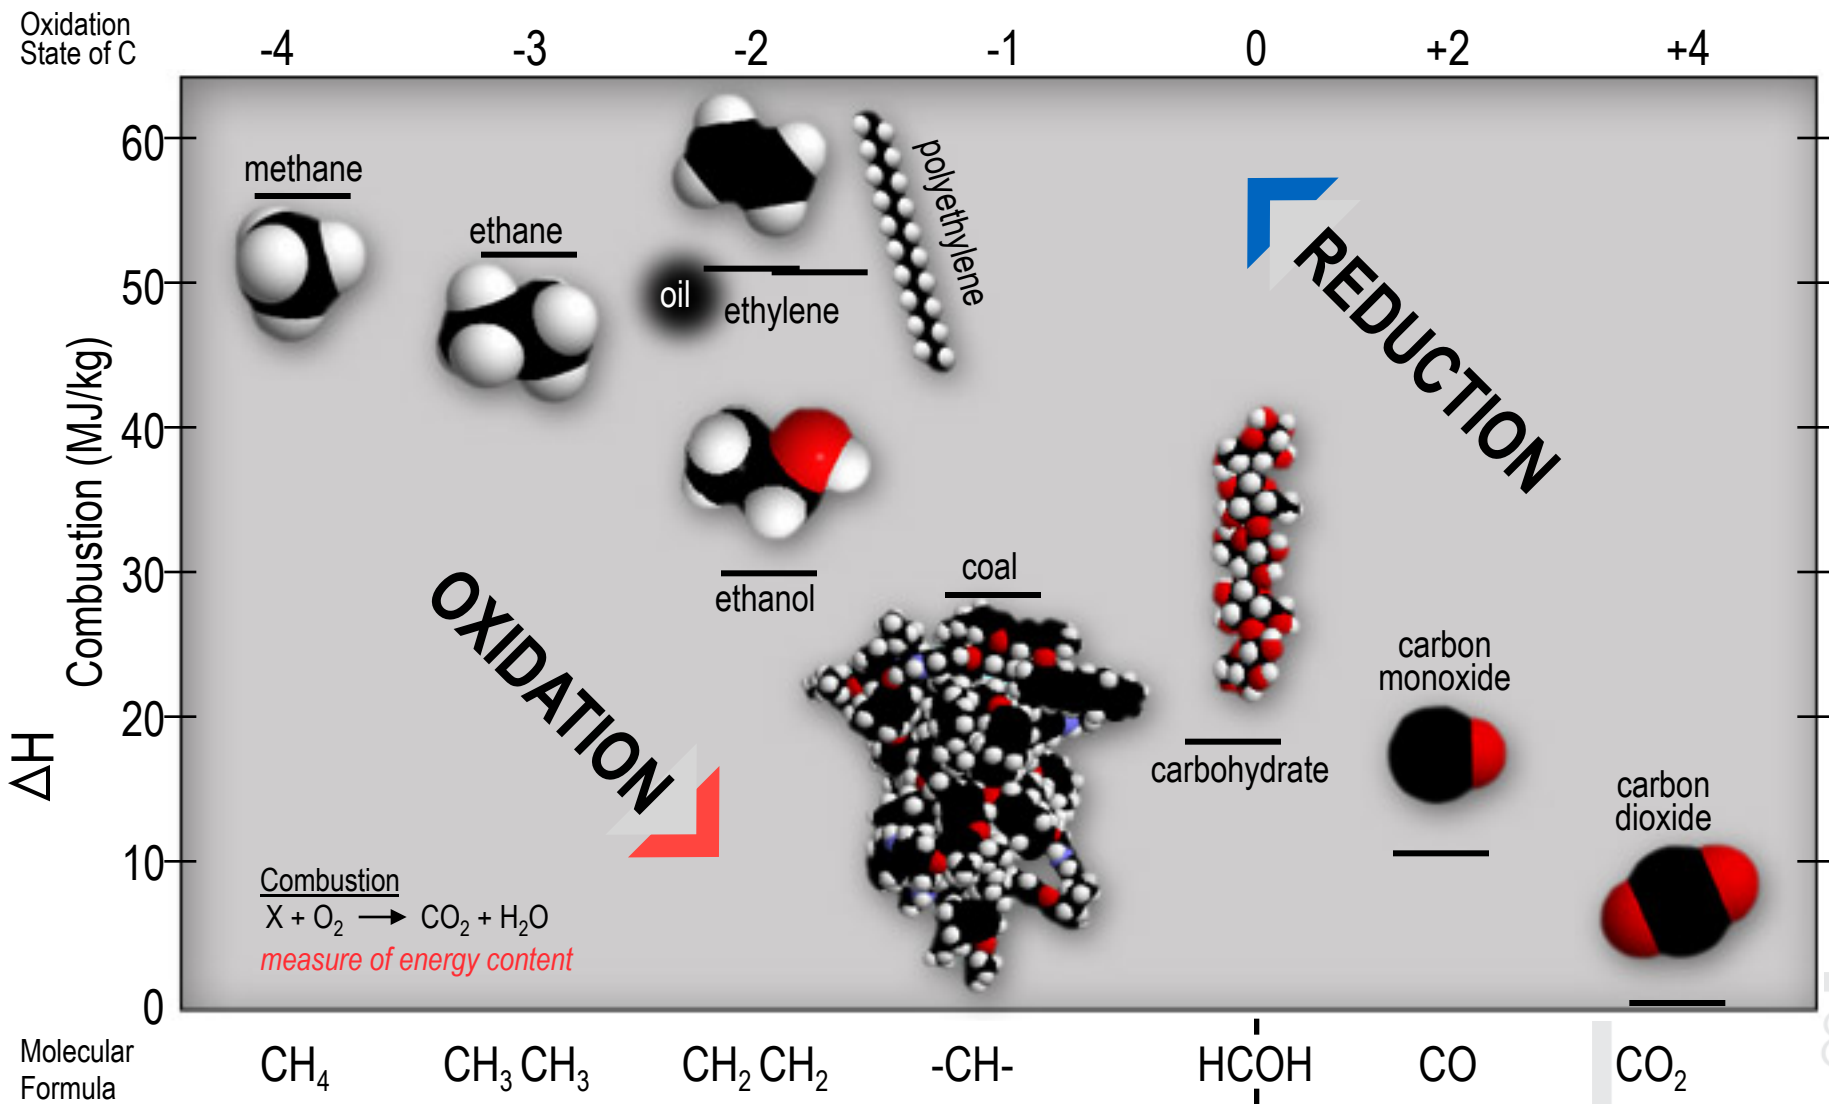 Oxidation
State of C
-4 -3 -2 -1 0 +2 +4
60
50
40
30
20
10
0
ΔH Combustion (MJ/kg)
methane
ethane
polyethylene
oil
ethylene
REDUCTION
ethanol
coal
OXIDATION
carbon
monoxide
carbohydrate
carbon
dioxide
Combustion
X + O₂ ⟶ CO₂ + H₂O
measure of energy content
Molecular
Formula
CH₄ CH₃ CH₃ CH₂ CH₂ -CH- HCOH CO CO₂